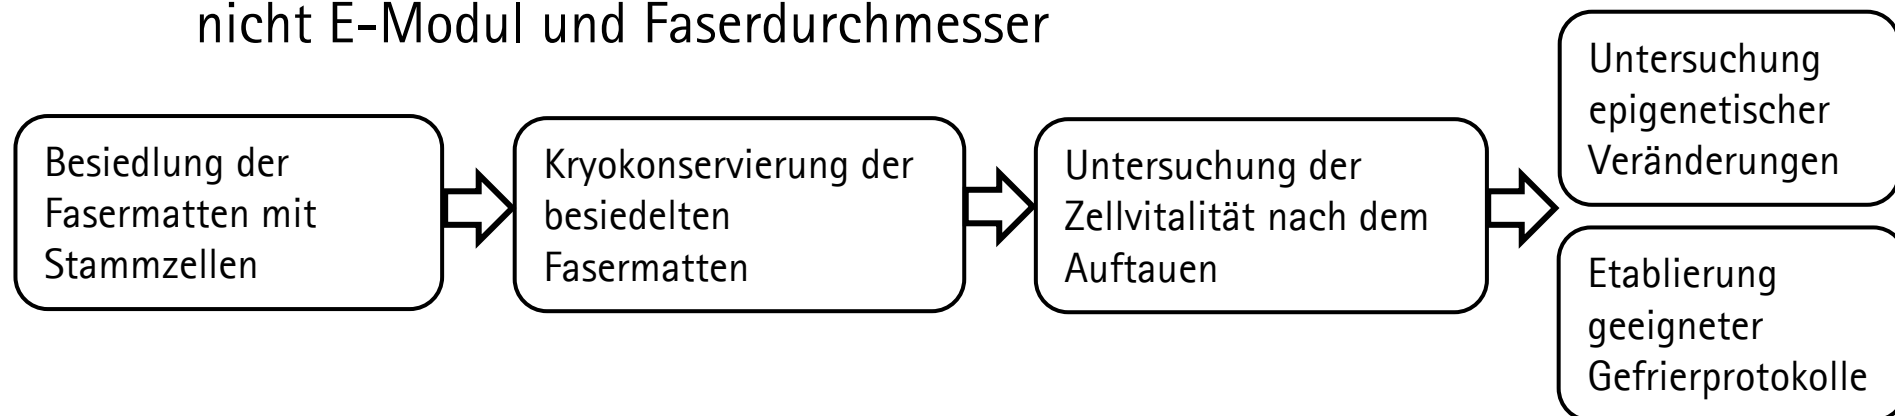 nicht E-Modul und Faserdurchmesser
Besiedlung der
Fasermatten mit
Stammzellen
Kryokonservierung der
besiedelten
Fasermatten
Untersuchung der
Zellvitalität nach dem
Auftauen
Untersuchung
epigenetischer
Veränderungen
Etablierung
geeigneter
Gefrierprotokolle